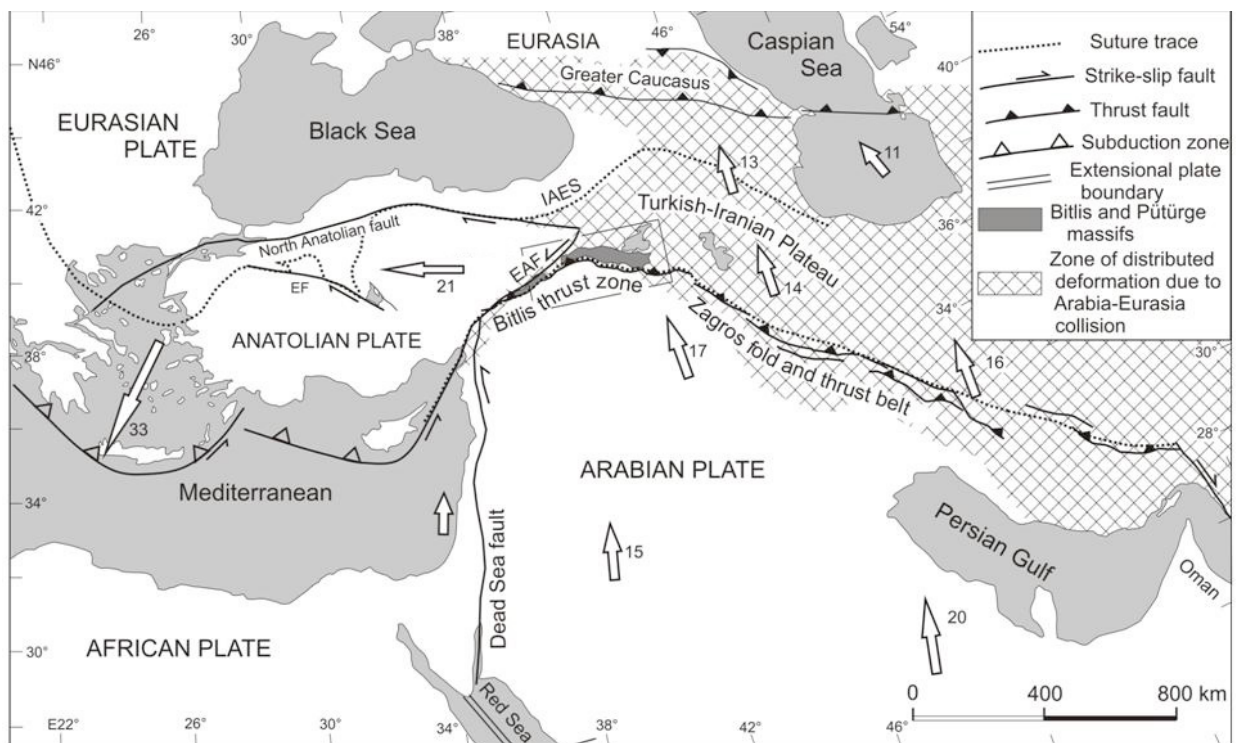 26°
30°
38°
46°
54°
N46°
EURASIA
Caspian
Sea
40°
Greater Caucasus
Black Sea
EURASIAN
PLATE
11
13
42°
IAES
North Anatolian fault
Turkish-Iranian Plateau
36°
EAF
21
EF
14
Bitlis thrust zone
34°
ANATOLIAN PLATE
38°
17
Zagros fold and thrust belt
16
30°
33
28°
Mediterranean
ARABIAN PLATE
34°
15
Dead Sea fault
Persian Gulf
Oman
AFRICAN PLATE
20
30°
Red Sea
0 400 800 km
E22°
26°
30°
34°
38°
42°
46°
Suture trace
Strike-slip fault
Thrust fault
Subduction zone
Extensional plate
boundary
Bitlis and Pütürge
massifs
Zone of distributed
deformation due to
Arabia-Eurasia
collision